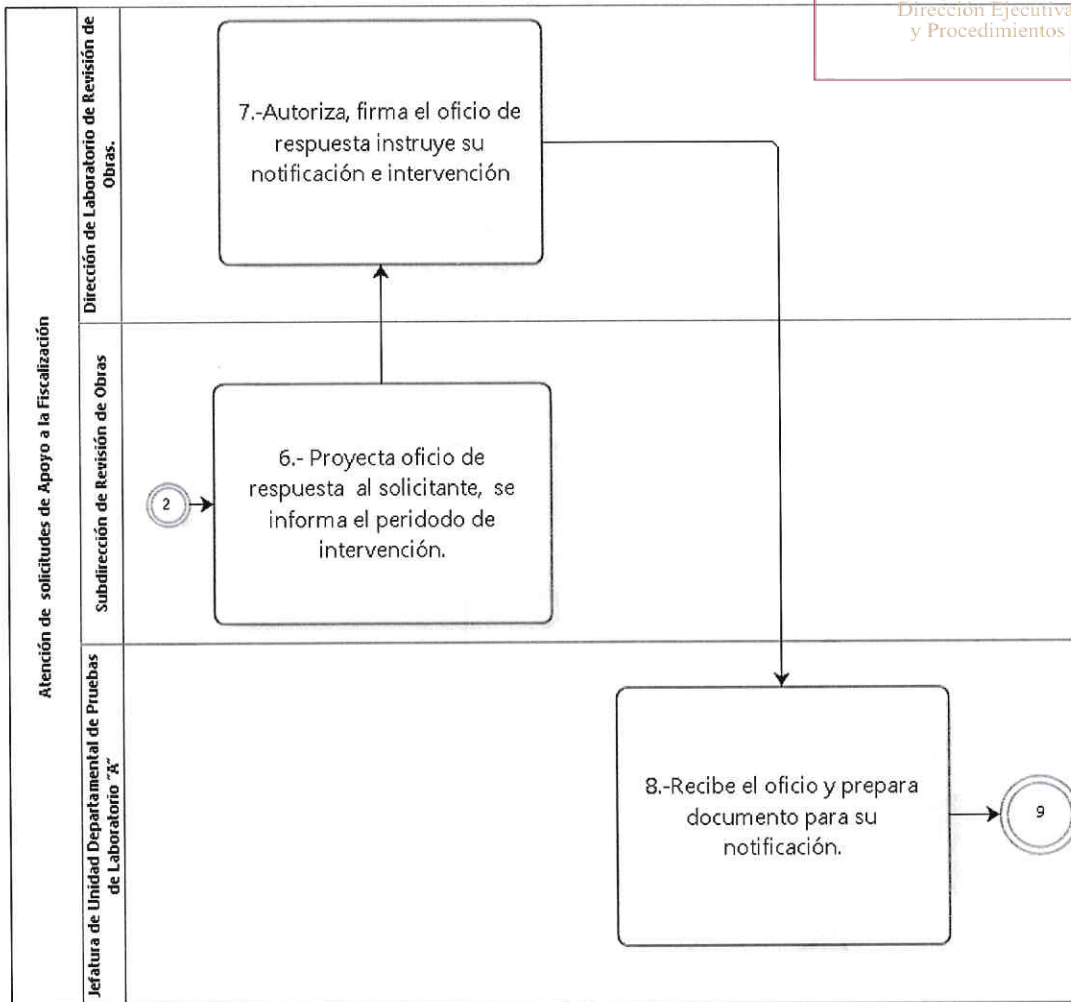 Dirección Ejecutiva
y Procedimientos
Atención de solicitudes de Apoyo a la Fiscalización
Dirección de Laboratorio de Revisión de
Obras.
7.-Autoriza, firma el oficio de
respuesta instruye su
notificación e intervención
Subdirección de Revisión de Obras
2
6.- Proyecta oficio de
respuesta al solicitante, se
informa el peridodo de
intervención.
Jefatura de Unidad Departamental de Pruebas
de Laboratorio "A"
8.-Recibe el oficio y prepara
documento para su
notificación.
9